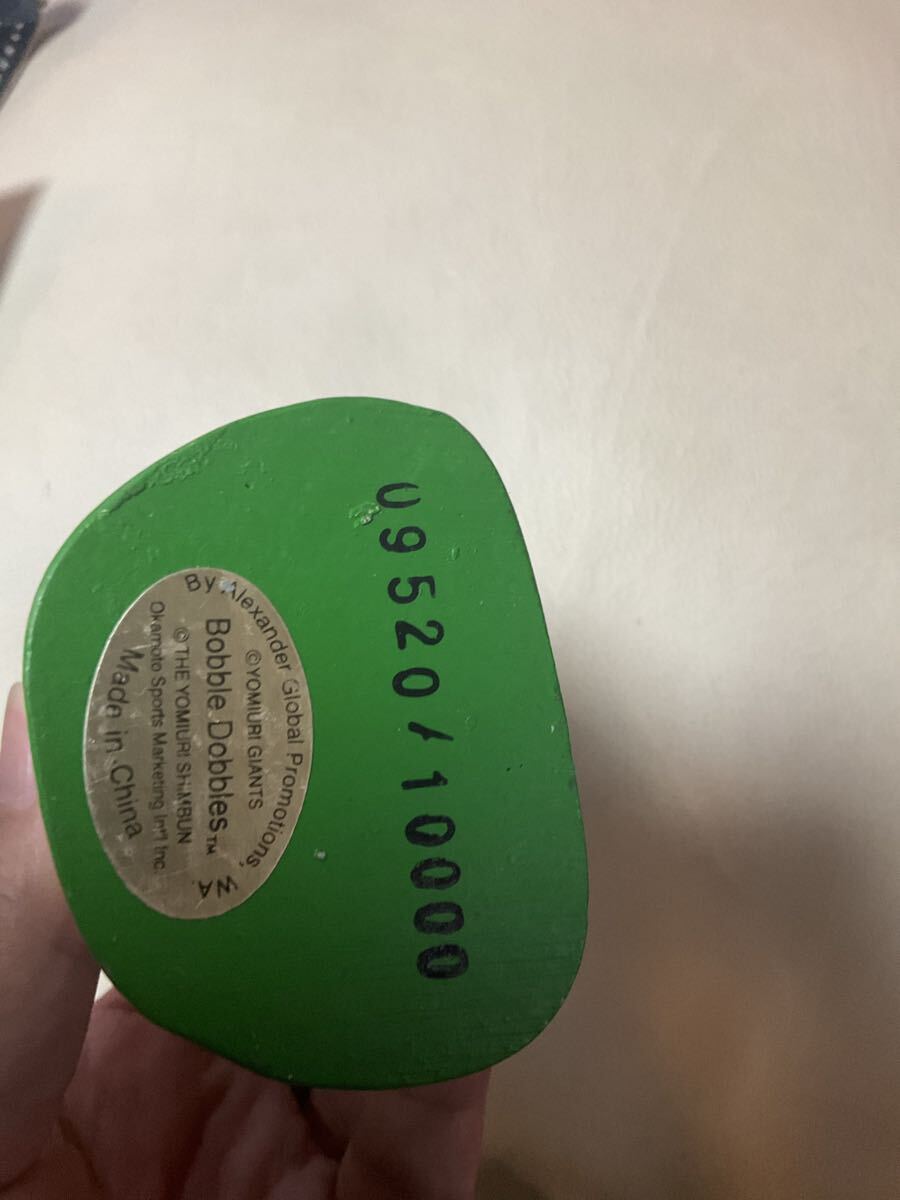 By Alexander Global Promotions,
©YOMIURI GIANTS
Bobble Dobbles™
©THE YOMIURI SHIMBUN
Okamoto Sports Marketing Int'l Inc.
Made in China
09520/10000